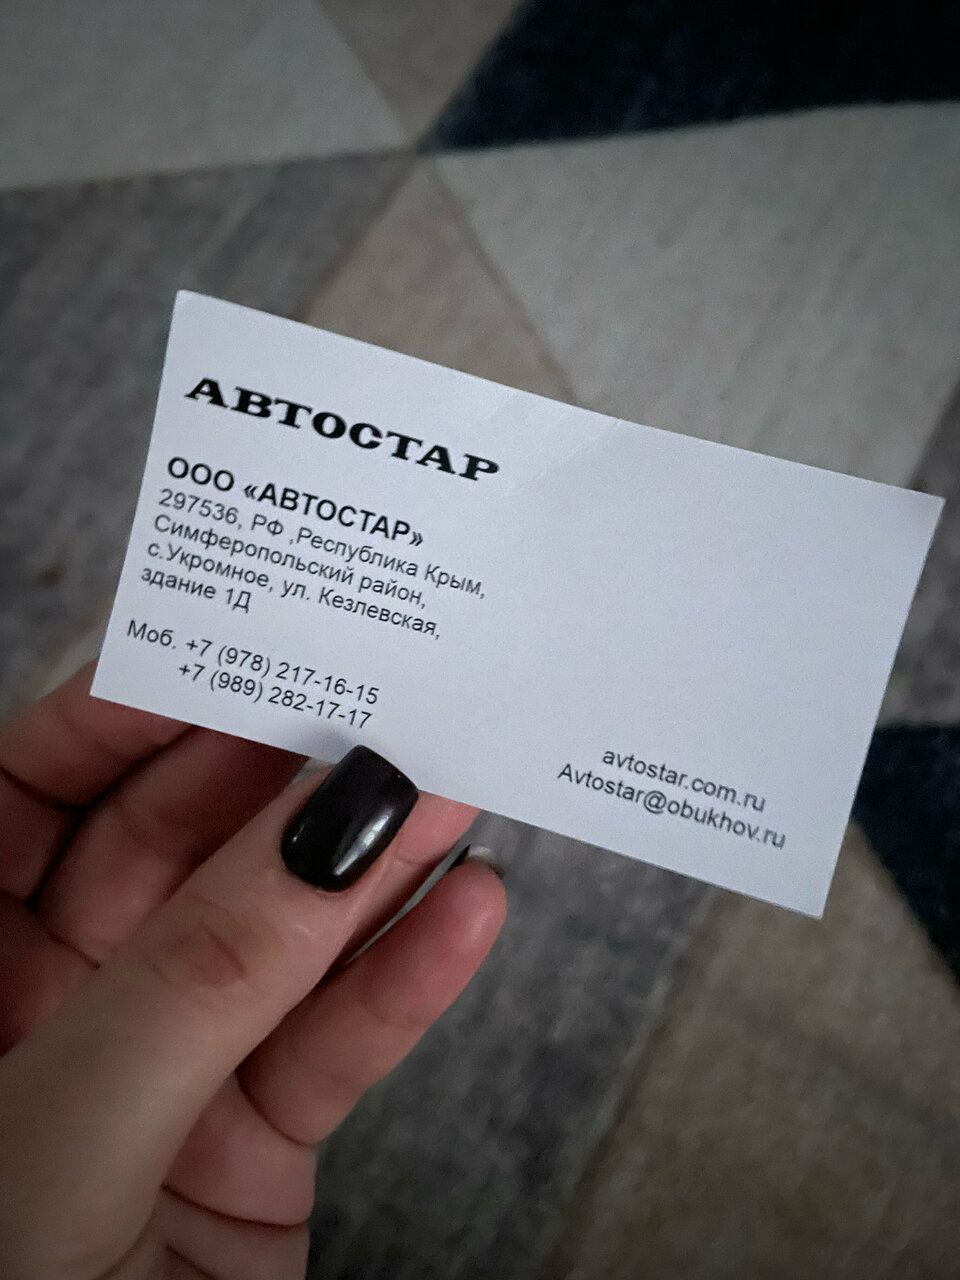 АВТОСТАР
ООО «АВТОСТАР»
297536, РФ ,Республика Крым,
Симферопольский район,
с.Укромное, ул. Кезлевская,
здание 1Д
Моб. +7 (978) 217-16-15
+7 (989) 282-17-17
avtostar.com.ru
Avtostar@obukhov.ru